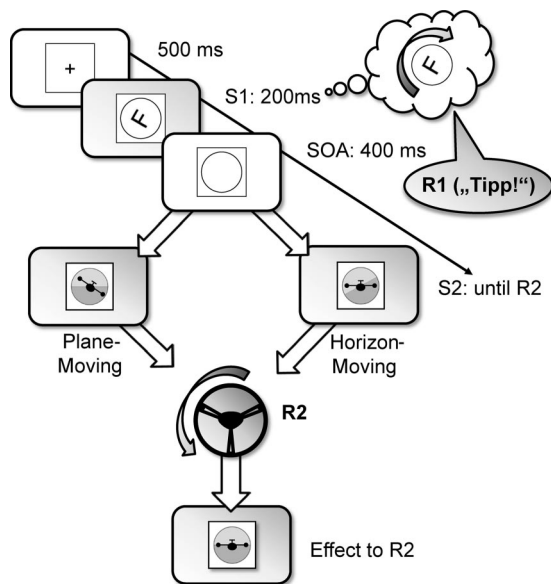 +
500 ms
F
S1: 200ms
F
SOA: 400 ms
R1 („Tipp!“)
S2: until R2
Plane-
Moving
Horizon-
Moving
R2
Effect to R2